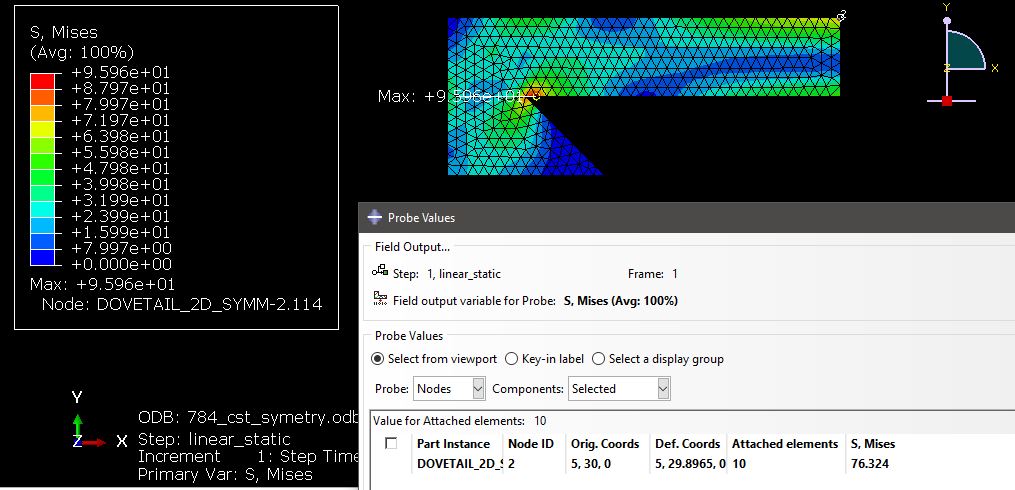 S, Mises
(Avg: 100%)
+9.596e+01
+8.797e+01
+7.997e+01
+7.197e+01
+6.398e+01
+5.598e+01
+4.798e+01
+3.998e+01
+3.199e+01
+2.399e+01
+1.599e+01
+7.997e+00
+0.000e+00
Max: +9.596e+01
Node: DOVETAIL_2D_SYMM-2.114
Max: +9.596e+01
2
Y
Z
X
Y
Z
X
ODB: 784_cst_symetry.odb
Step: linear_static
Increment 1: Step Time
Primary Var: S, Mises
Probe Values
Field Output...
Step: 1, linear_static Frame: 1
Field output variable for Probe: S, Mises (Avg: 100%)
Probe Values
Select from viewport Key-in label Select a display group
Probe: Nodes Components: Selected
Value for Attached elements: 10
Part Instance Node ID Orig. Coords Def. Coords Attached elements S, Mises
DOVETAIL_2D_S 2 5, 30, 0 5, 29.8965, 0 10 76.324